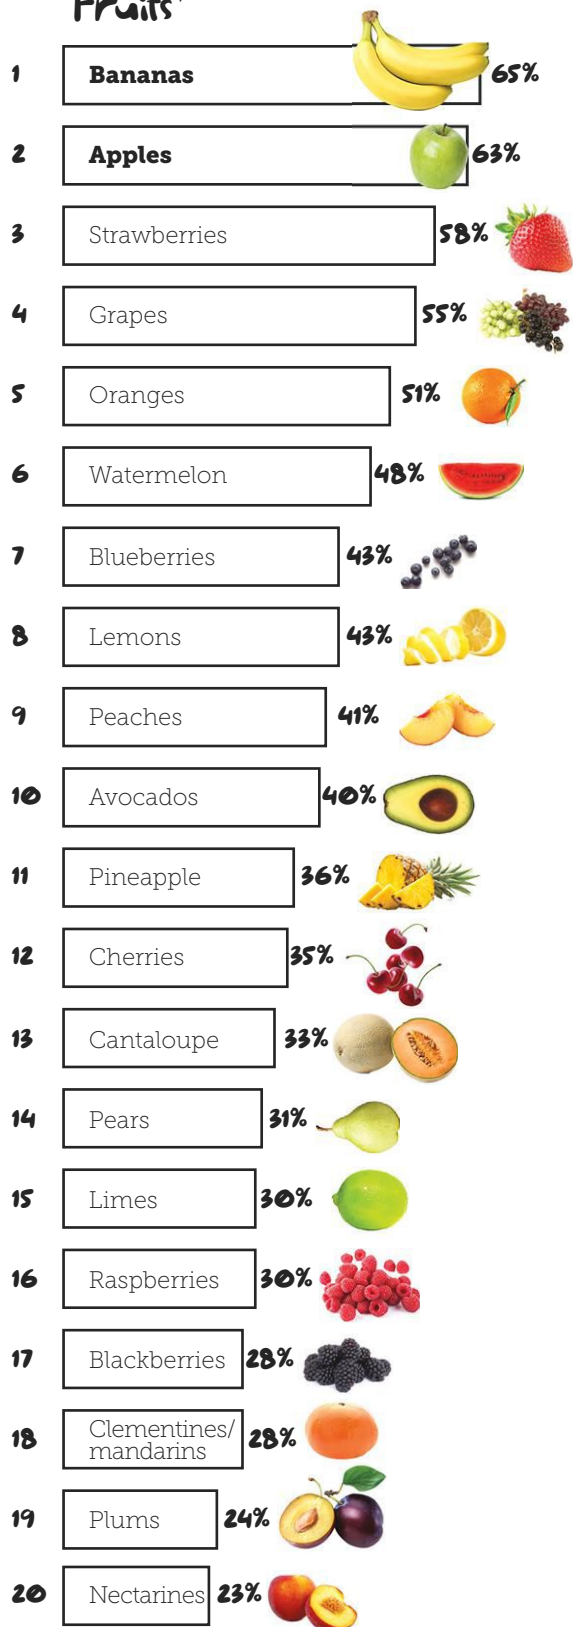 Fruits
1 Bananas 65%
2 Apples 63%
3 Strawberries 58%
4 Grapes 55%
5 Oranges 51%
6 Watermelon 48%
7 Blueberries 43%
8 Lemons 43%
9 Peaches 41%
10 Avocados 40%
11 Pineapple 36%
12 Cherries 35%
13 Cantaloupe 33%
14 Pears 31%
15 Limes 30%
16 Raspberries 30%
17 Blackberries 28%
18 Clementines/
mandarins 28%
19 Plums 24%
20 Nectarines 23%